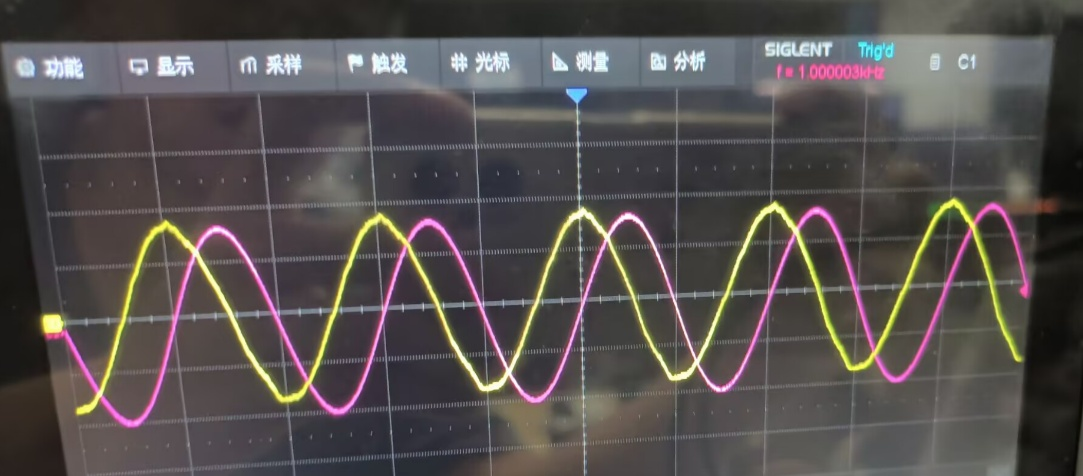 功能 显示 采样 触发 光标 测量 分析 SIGLENT Trig'd C1
f = 1.000003kHz